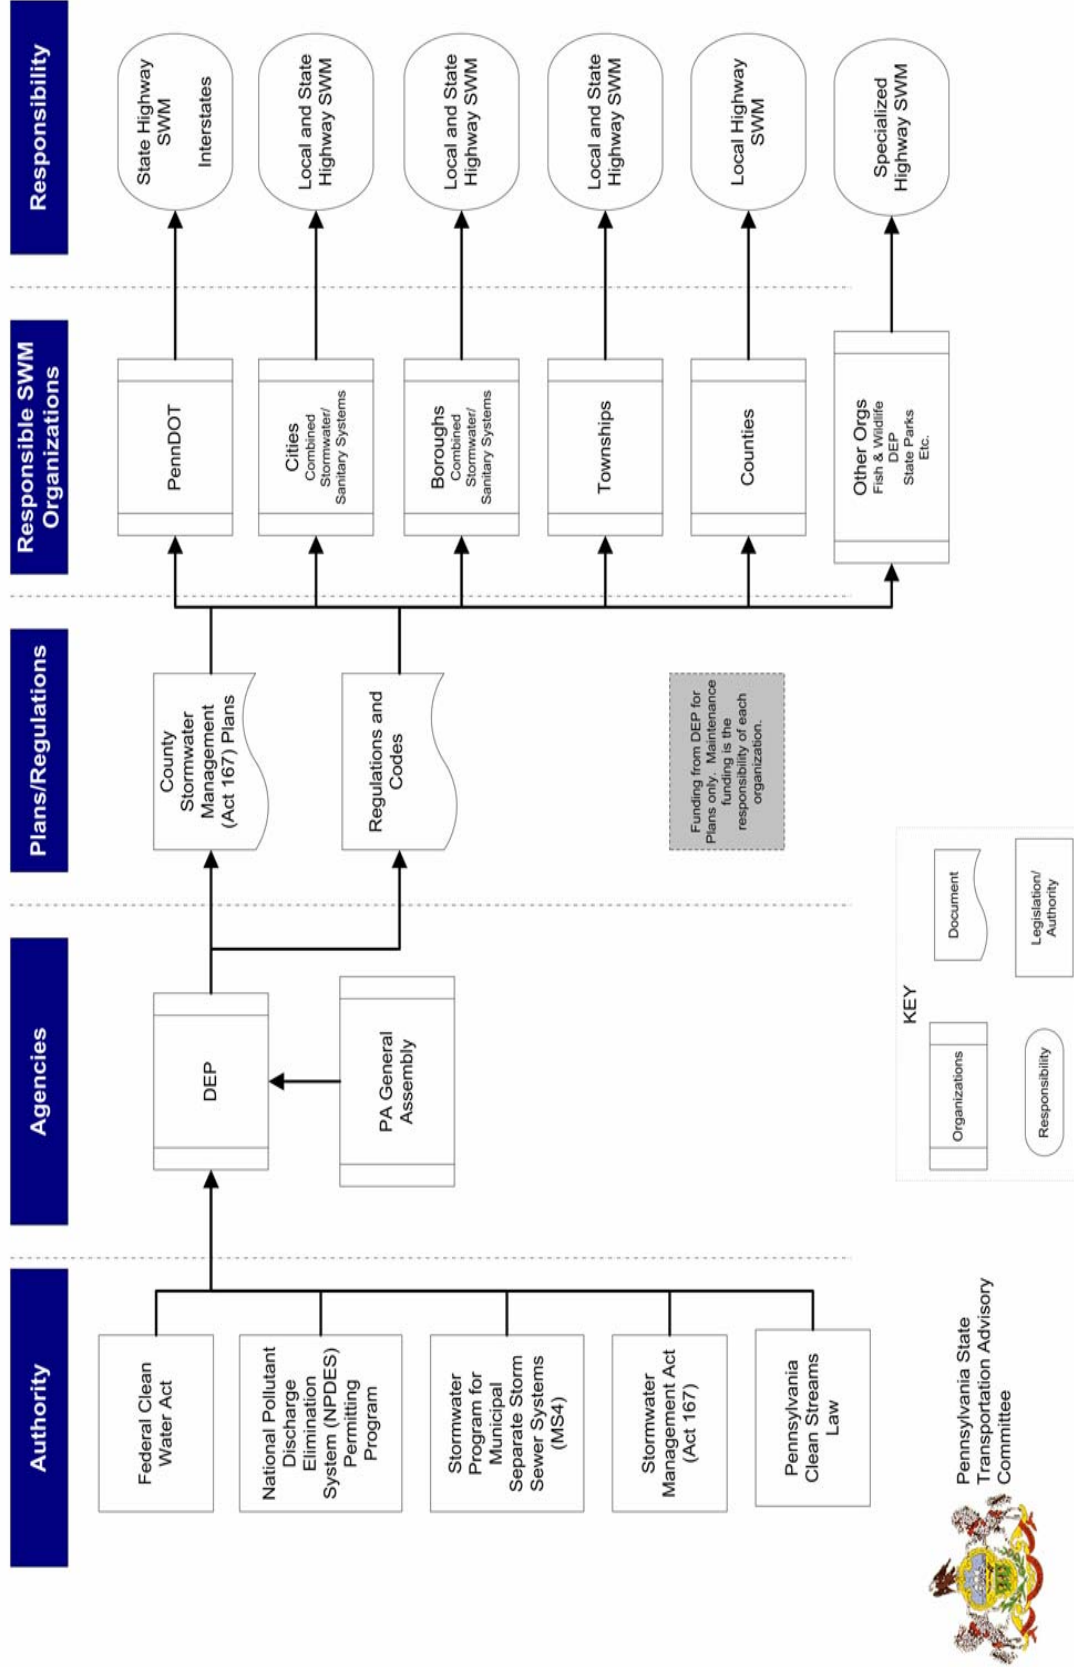 Authority
Agencies
Plans/Regulations
Responsible SWM
Organizations
Responsibility
Federal Clean
Water Act
National Pollutant
Discharge
Elimination
System (NPDES)
Permitting
Program
Stormwater
Program for
Municipal
Separate Storm
Sewer Systems
(MS4)
Stormwater
Management Act
(Act 167)
Pennsylvania
Clean Streams
Law
DEP
PA General
Assembly
County
Stormwater
Management
(Act 167) Plans
Regulations and
Codes
Funding from DEP for
Plans only. Maintenance
funding is the
responsibility of each
organization.
PennDOT
Cities
Combined
Stormwater/
Sanitary Systems
Boroughs
Combined
Stormwater/
Sanitary Systems
Townships
Counties
Other Orgs
Fish & Wildlife
DEP
State Parks
Etc.
State Highway
SWM
Interstates
Local and State
Highway SWM
Local and State
Highway SWM
Local and State
Highway SWM
Local Highway
SWM
Specialized
Highway SWM
Pennsylvania State
Transportation Advisory
Committee
KEY
Organizations
Document
Responsibility
Legislation/
Authority